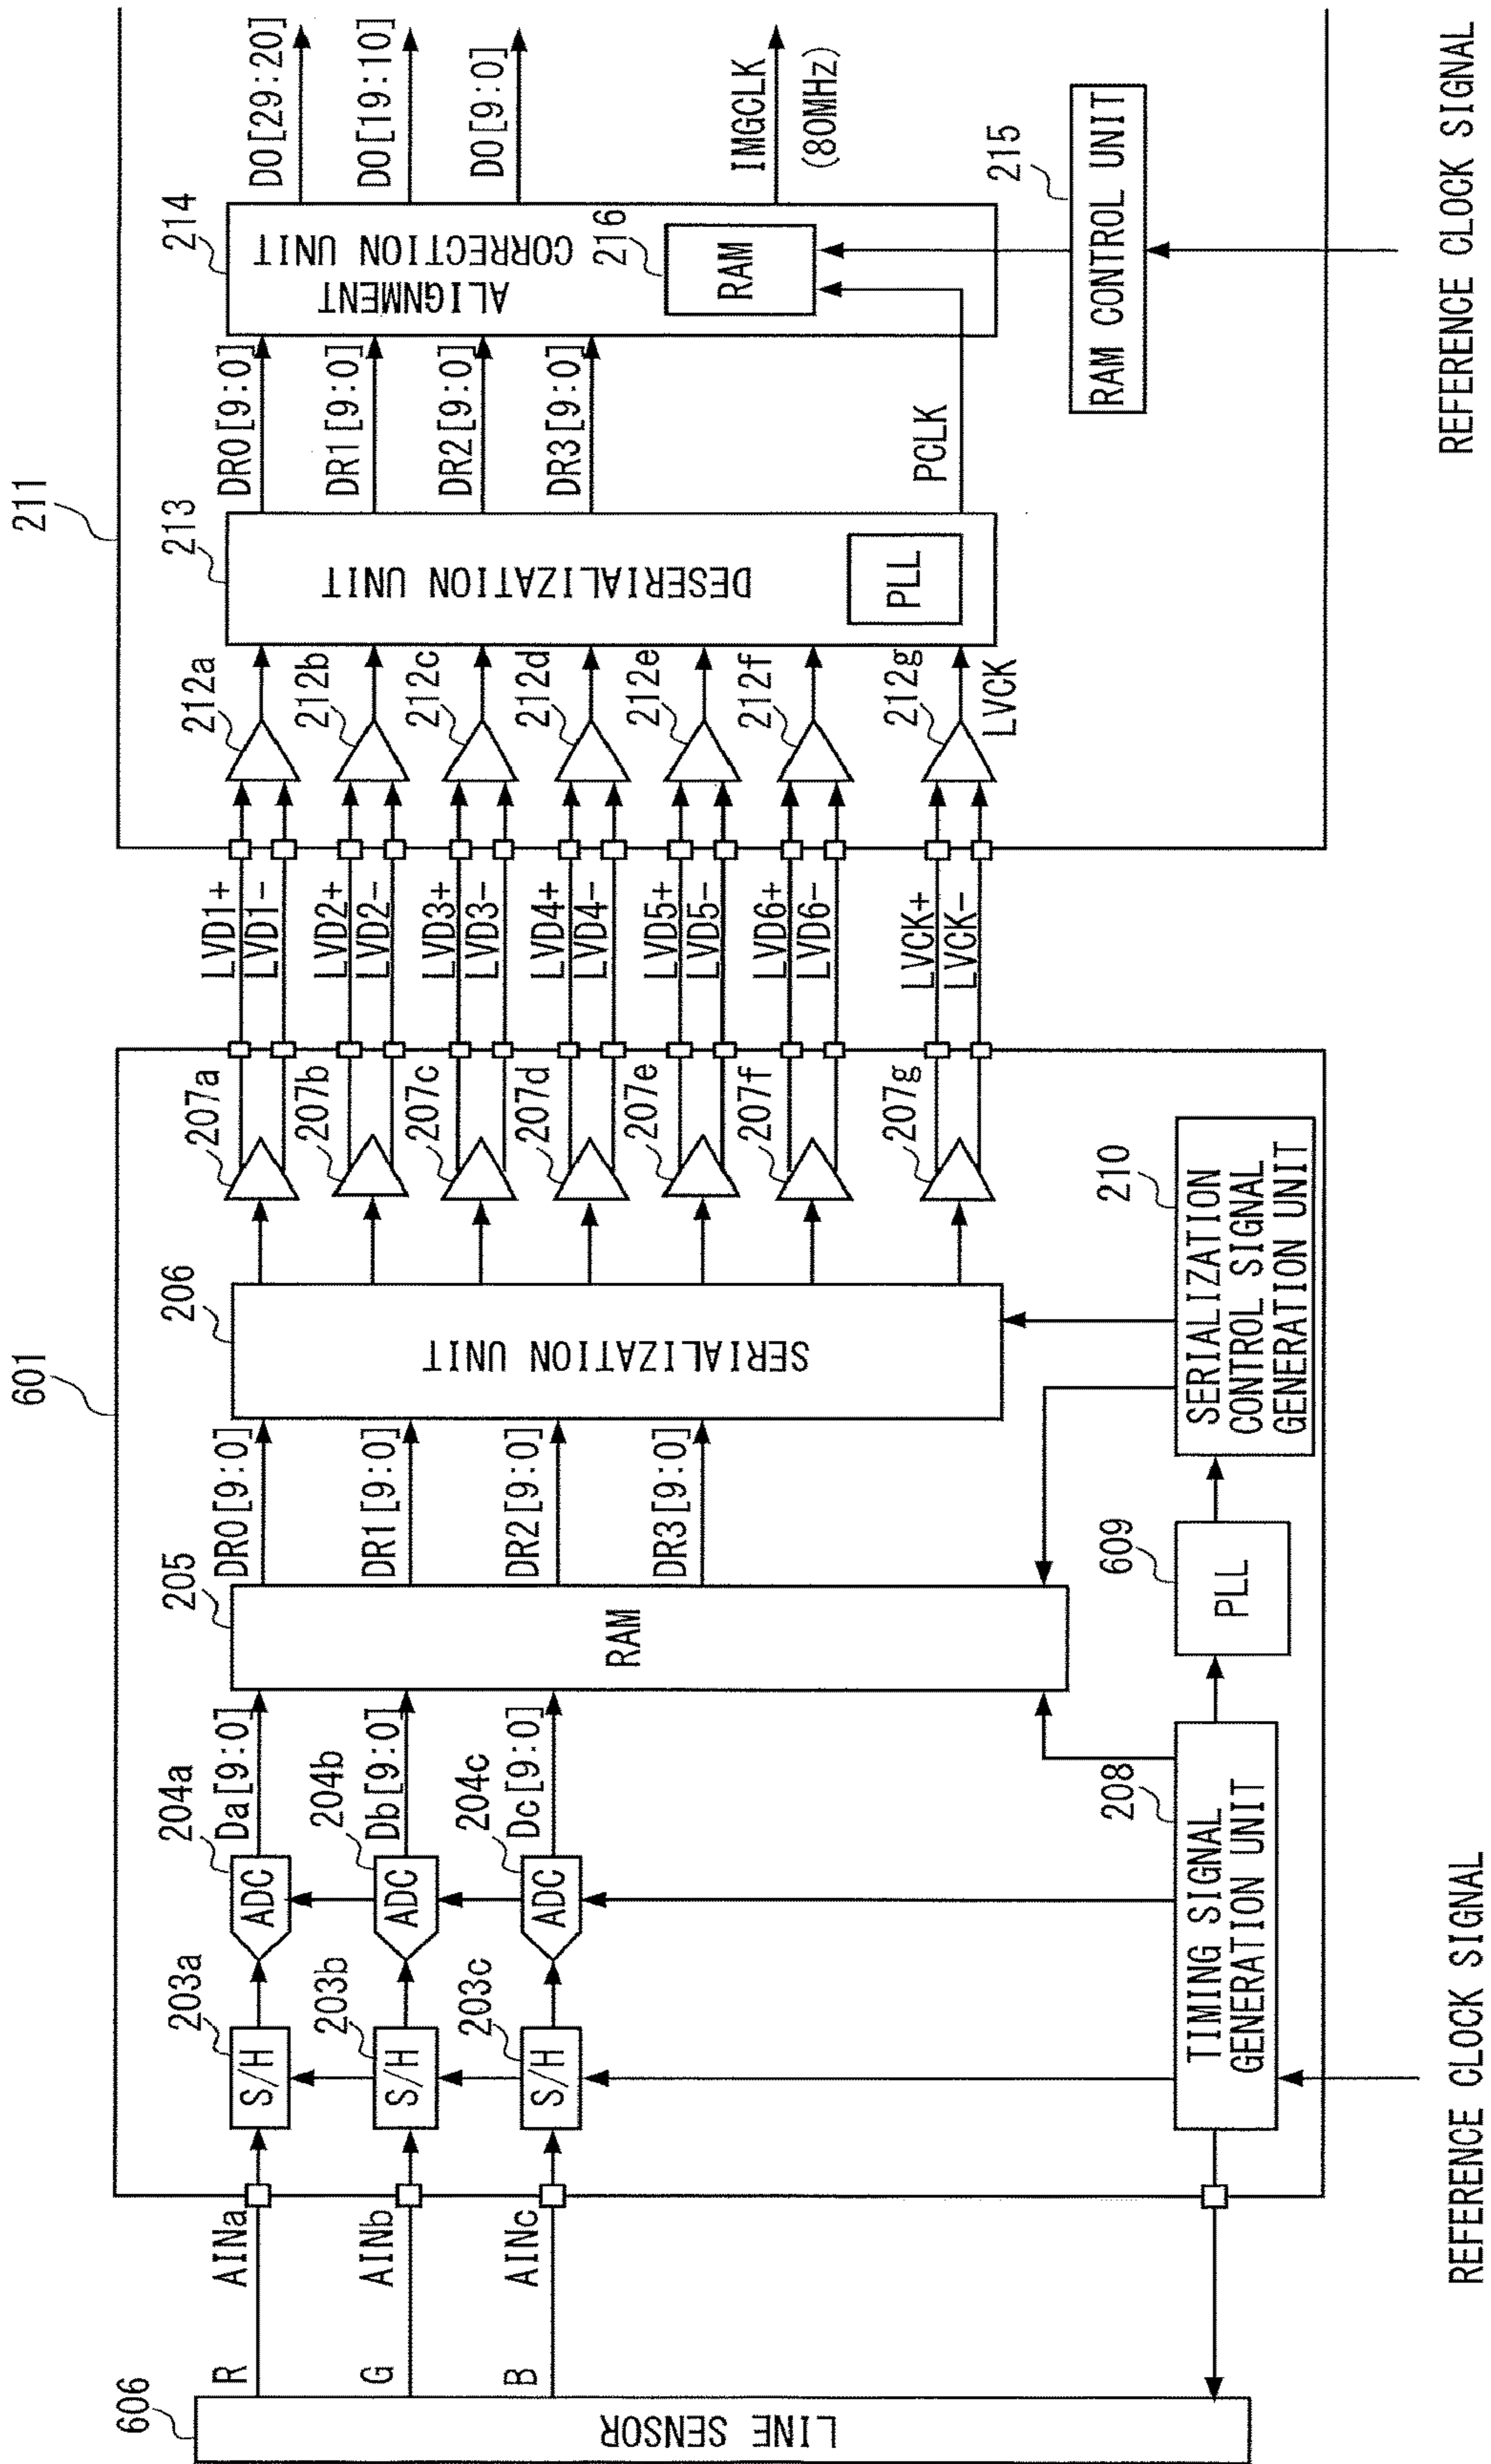 606
LINE SENSOR
R
AINa
G
AINb
B
AINc
601
203a
S/H
203b
S/H
203c
S/H
204a
ADC
204b
ADC
204c
ADC
Da[9:0]
Db[9:0]
Dc[9:0]
205
RAM
DR0[9:0]
DR1[9:0]
DR2[9:0]
DR3[9:0]
206
SERIALIZATION UNIT
207a
207b
207c
207d
207e
207f
207g
208
TIMING SIGNAL
GENERATION UNIT
609
PLL
210
SERIALIZATION
CONTROL SIGNAL
GENERATION UNIT
REFERENCE CLOCK SIGNAL
LVD1+
LVD1-
LVD2+
LVD2-
LVD3+
LVD3-
LVD4+
LVD4-
LVD5+
LVD5-
LVD6+
LVD6-
LVCK+
LVCK-
211
212a
212b
212c
212d
212e
212f
212g
LVCK
213
DESERIALIZATION UNIT
PLL
DR0[9:0]
DR1[9:0]
DR2[9:0]
DR3[9:0]
PCLK
214
ALIGNMENT
CORRECTION UNIT
216
RAM
DO[29:20]
DO[19:10]
DO[9:0]
IMGCLK
(80MHz)
215
RAM CONTROL UNIT
REFERENCE CLOCK SIGNAL